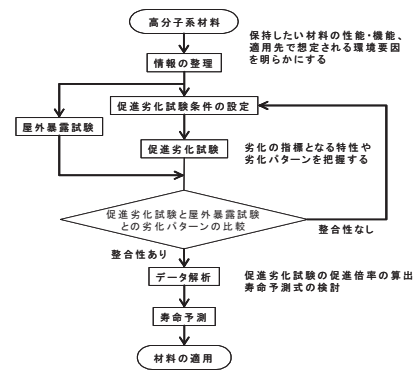 高分子系材料
保持したい材料の性能・機能、
適用先で想定される環境要因
を明らかにする
情報の整理
促進劣化試験条件の設定
屋外暴露試験
促進劣化試験
劣化の指標となる特性や
劣化パターンを把握する
促進劣化試験と屋外暴露試験
との劣化パターンの比較
整合性なし
整合性あり
データ解析
促進劣化試験の促進倍率の算出
寿命予測式の検討
寿命予測
材料の適用